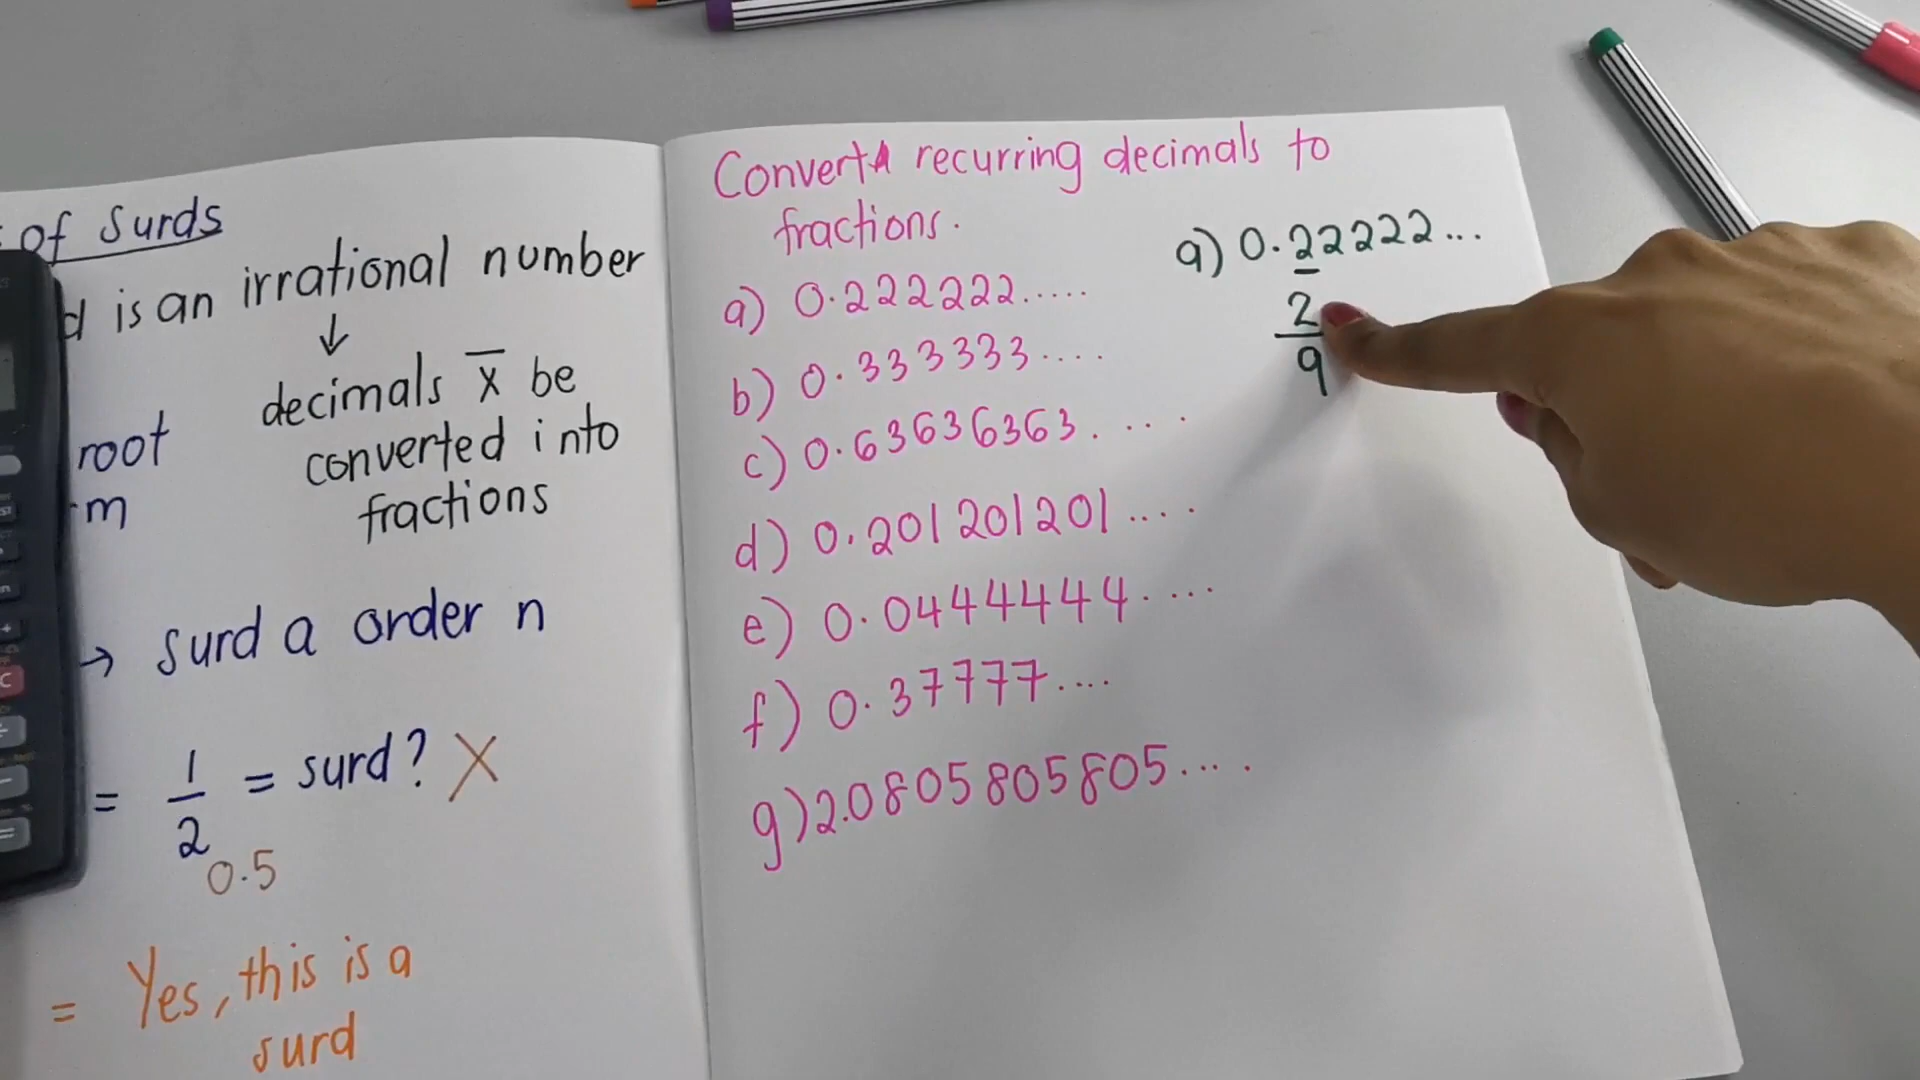 of Surds
is an irrational number
↓
decimals x̅ be
converted into
fractions
root
→ surd a order n
= 1/2 = surd? X
0.5
= Yes, this is a
surd
Convert recurring decimals to
fractions.
a) 0.222222.....
b) 0.333333....
c) 0.63636363.....
d) 0.201201201....
e) 0.0444444....
f) 0.37777....
g) 2.0805805805....
a) 0.22222...
2
9